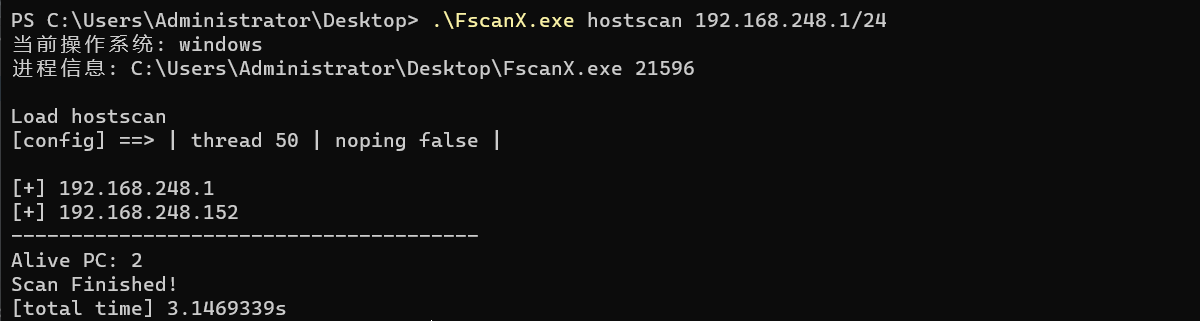 PS C:\Users\Administrator\Desktop> .\FscanX.exe hostscan 192.168.248.1/24
当前操作系统: windows
进程信息: C:\Users\Administrator\Desktop\FscanX.exe 21596
Load hostscan
[config] ==> | thread 50 | noping false |
[+] 192.168.248.1
[+] 192.168.248.152
---------------------------------------
Alive PC: 2
Scan Finished!
[total time] 3.1469339s